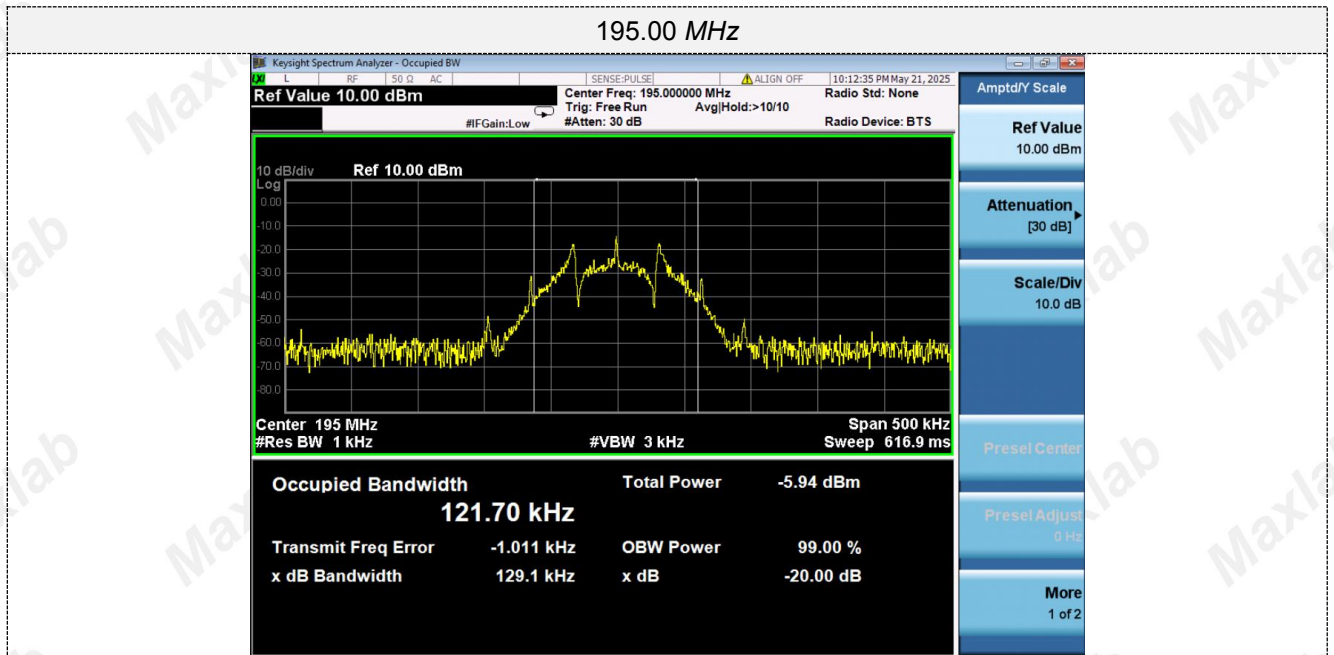 195.00 MHz
Keysight Spectrum Analyzer - Occupied BW
LXI L RF 50 Ω AC SENSE:PULSE ALIGN OFF 10:12:35 PM May 21, 2025
Ref Value 10.00 dBm
Center Freq: 195.000000 MHz Radio Std: None
Trig: Free Run Avg|Hold:>10/10
#IFGain:Low #Atten: 30 dB Radio Device: BTS
10 dB/div Ref 10.00 dBm
Log
0.00
-10.0
-20.0
-30.0
-40.0
-50.0
-60.0
-70.0
-80.0
Center 195 MHz Span 500 kHz
#Res BW 1 kHz #VBW 3 kHz Sweep 616.9 ms
Occupied Bandwidth Total Power -5.94 dBm
121.70 kHz
Transmit Freq Error -1.011 kHz OBW Power 99.00 %
x dB Bandwidth 129.1 kHz x dB -20.00 dB
Amptd/Y Scale
Ref Value
10.00 dBm
Attenuation
[30 dB]
Scale/Div
10.0 dB
Presel Center
Presel Adjust
0 Hz
More
1 of 2
Maxlab